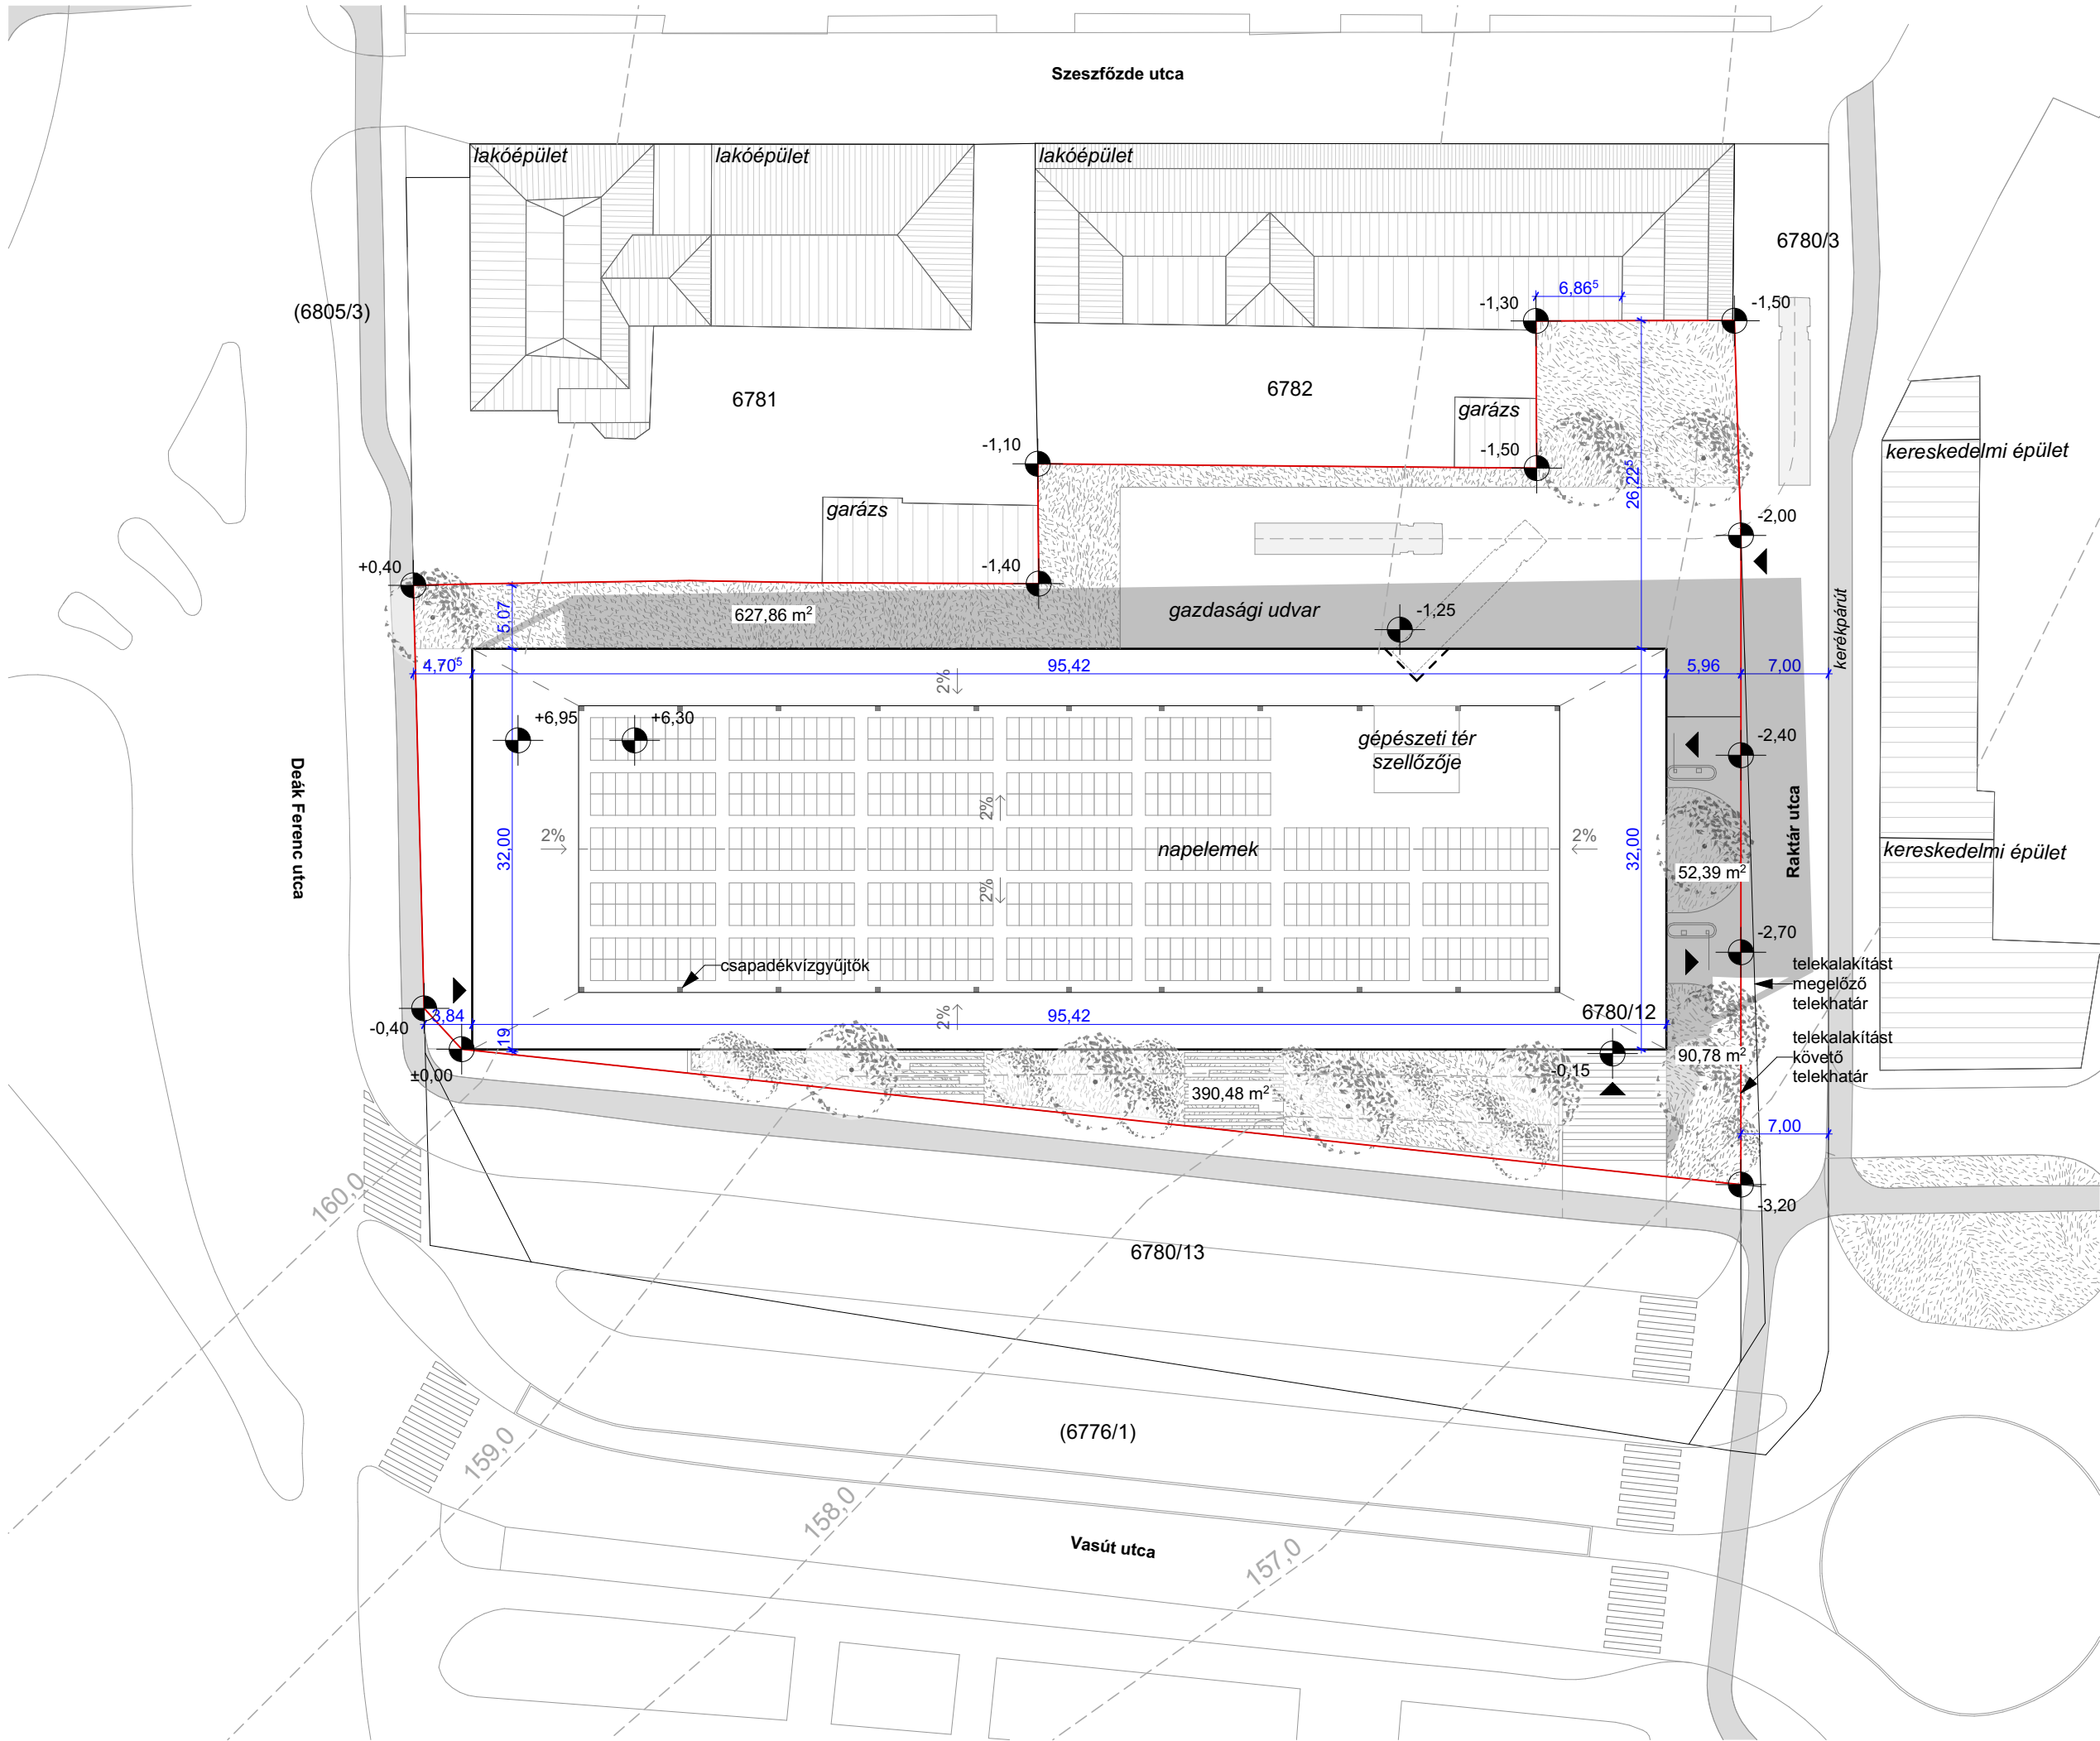 Szeszfőzde utca
lakóépület
lakóépület
lakóépület
6780/3
6,86⁵
-1,30
-1,50
(6805/3)
6781
6782
garázs
-1,10
-1,50
kereskedelmi épület
26,22⁵
garázs
-2,00
+0,40
-1,40
5,07
627,86 m²
gazdasági udvar
-1,25
kerékpárút
4,70⁵
95,42
5,96
7,00
2%
+6,95
+6,30
gépészeti tér
szellőzője
-2,40
Deák Ferenc utca
32,00
2%
2%
napelemek
2%
2%
32,00
Raktár utca
kereskedelmi épület
52,39 m²
-2,70
csapadékvízgyűjtők
telekalakítást
megelőző
telekhatár
-0,40
3,84
19
2%
95,42
6780/12
telekalakítást
követő
telekhatár
±0,00
-0,15
90,78 m²
390,48 m²
7,00
160,0
-3,20
6780/13
(6776/1)
159,0
158,0
157,0
Vasút utca